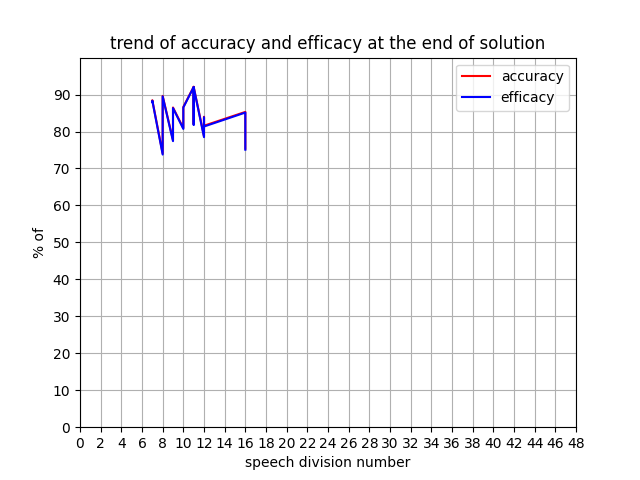 trend of accuracy and efficacy at the end of solution
accuracy
efficacy
90
80
70
60
50
40
30
20
10
0
% of
0 2 4 6 8 10 12 14 16 18 20 22 24 26 28 30 32 34 36 38 40 42 44 46 48
speech division number